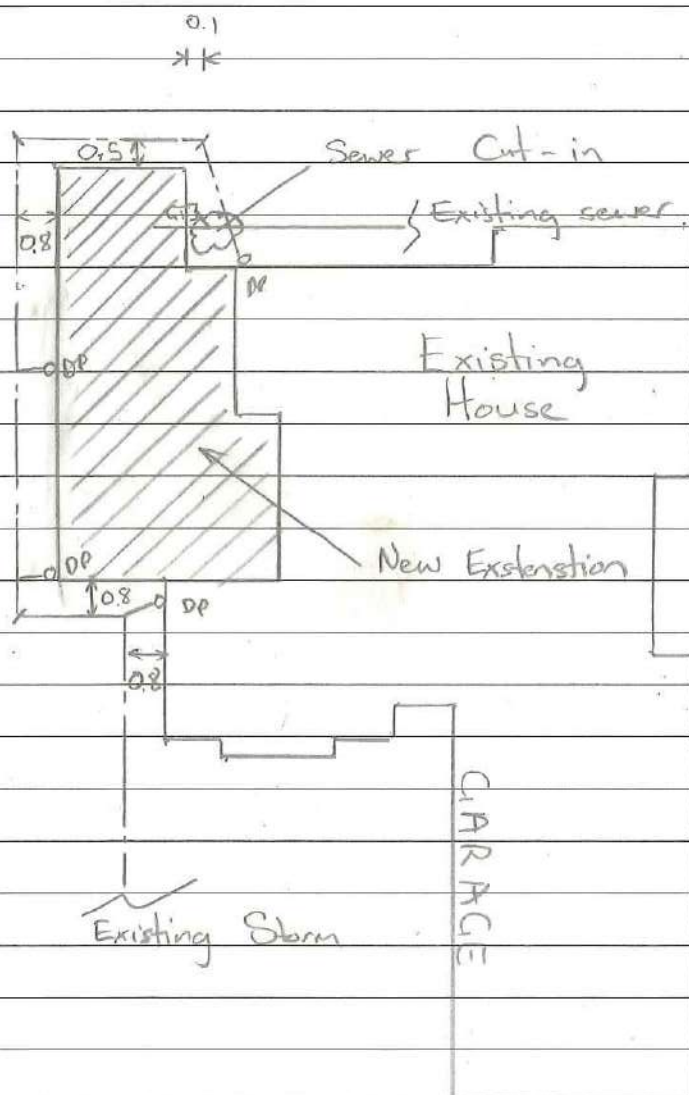 0.1
0.5
Sewer Cut-in
Existing sewer.
0.8
DP
DP
Existing
House
New Exstenstion
DP
0.8
DP
0.8
GARAGE
Existing Storm